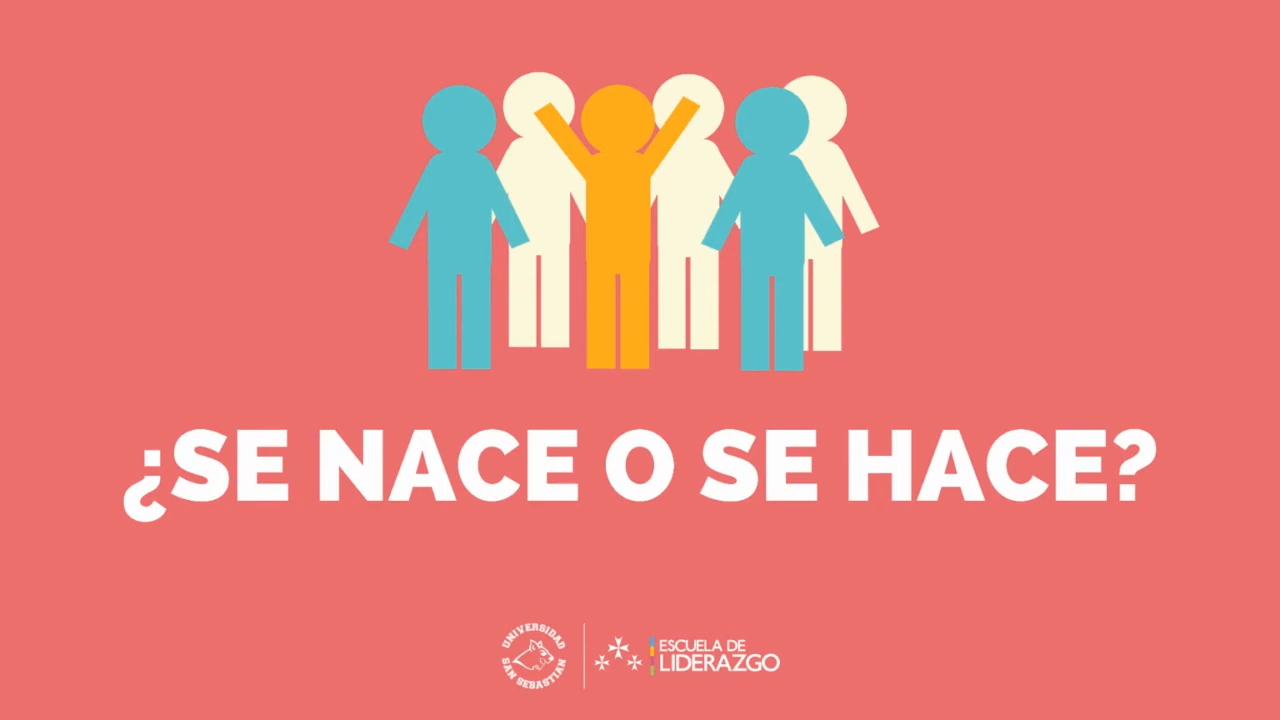 ¿SE NACE O SE HACE?
UNIVERSIDAD
SAN SEBASTIAN
ESCUELA DE
LIDERAZGO